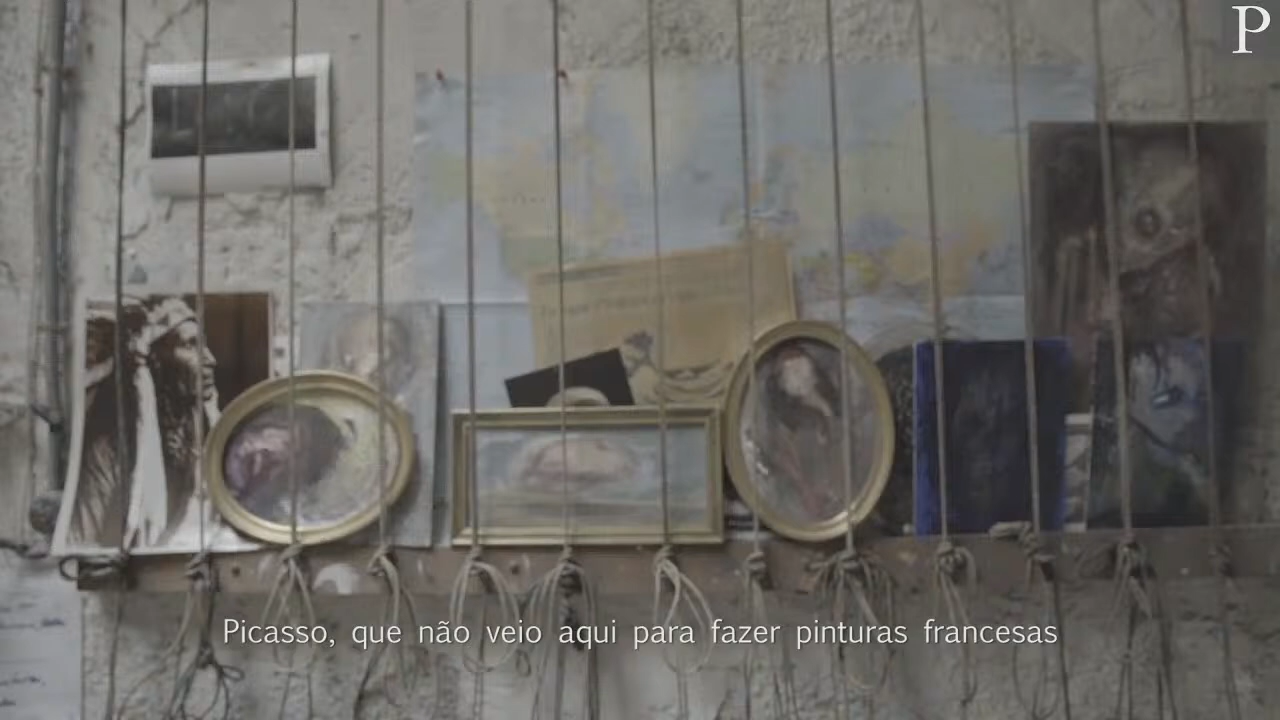 P
Picasso, que não veio aqui para fazer pinturas francesas